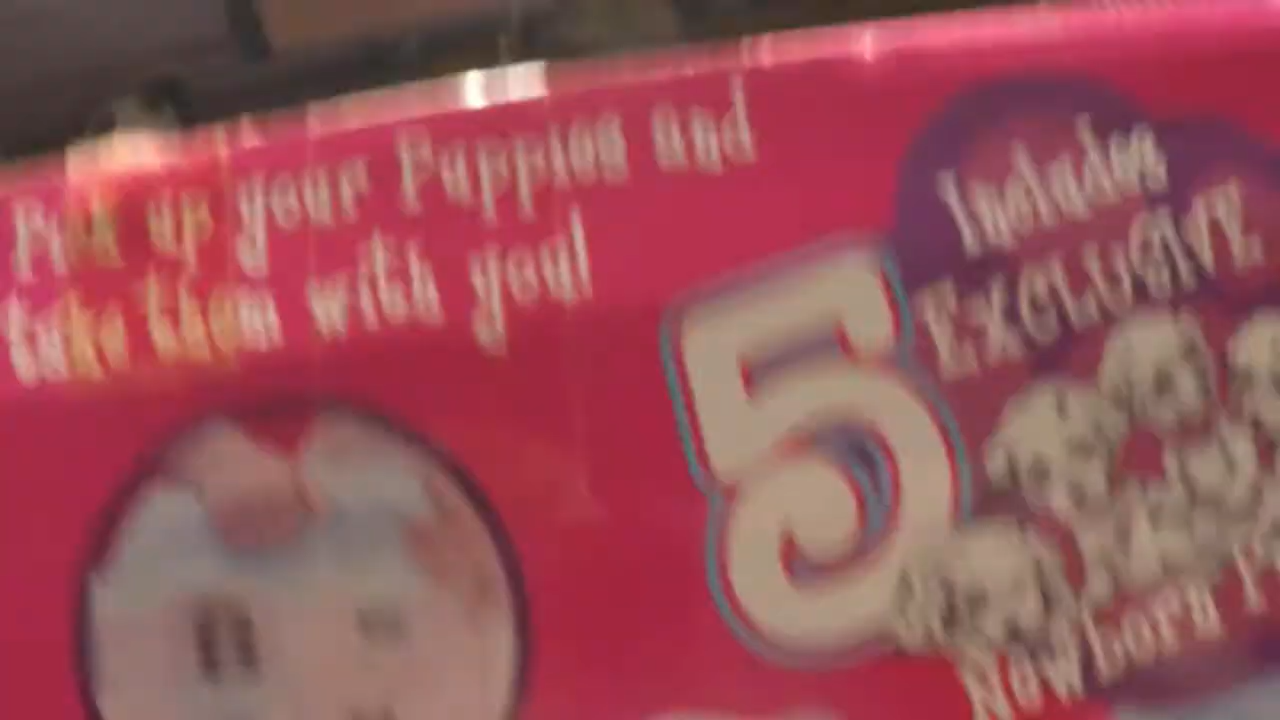 Pick up your Puppies and
take them with you!
Includes
EXCLUSIVE
5
Newborn